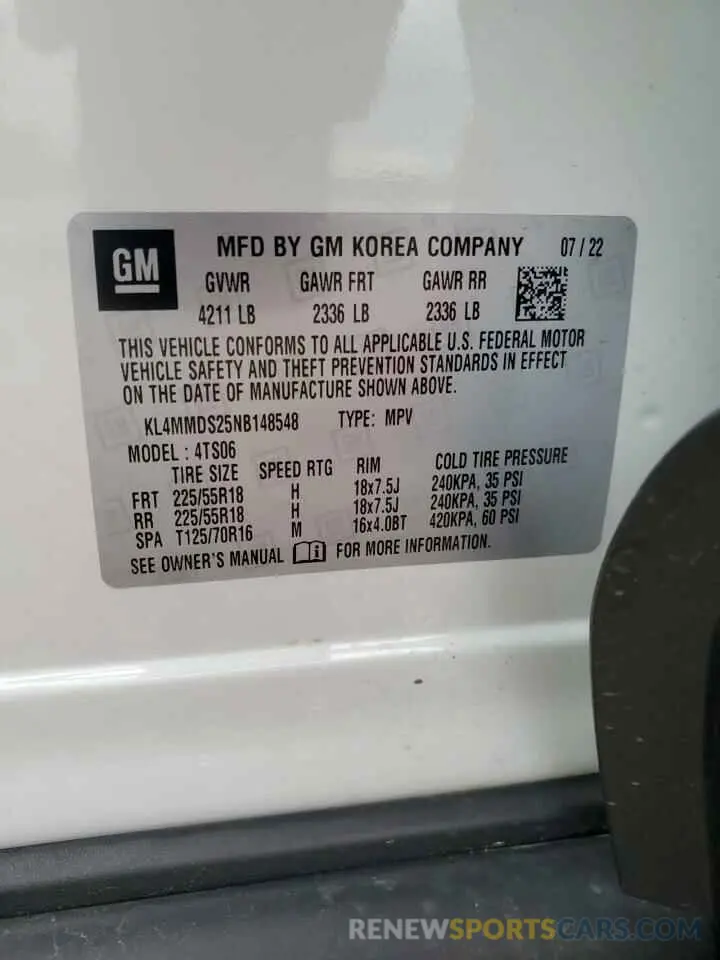 GM MFD BY GM KOREA COMPANY 07 / 22
GVWR GAWR FRT GAWR RR
4211 LB 2336 LB 2336 LB
THIS VEHICLE CONFORMS TO ALL APPLICABLE U.S. FEDERAL MOTOR
VEHICLE SAFETY AND THEFT PREVENTION STANDARDS IN EFFECT
ON THE DATE OF MANUFACTURE SHOWN ABOVE.
KL4MMDS25NB148548 TYPE: MPV
MODEL : 4TS06
TIRE SIZE SPEED RTG RIM COLD TIRE PRESSURE
FRT 225/55R18 H 18x7.5J 240KPA, 35 PSI
RR 225/55R18 H 18x7.5J 240KPA, 35 PSI
SPA T125/70R16 M 16x4.0BT 420KPA, 60 PSI
SEE OWNER'S MANUAL FOR MORE INFORMATION.
RENEWSPORTSCARS.COM